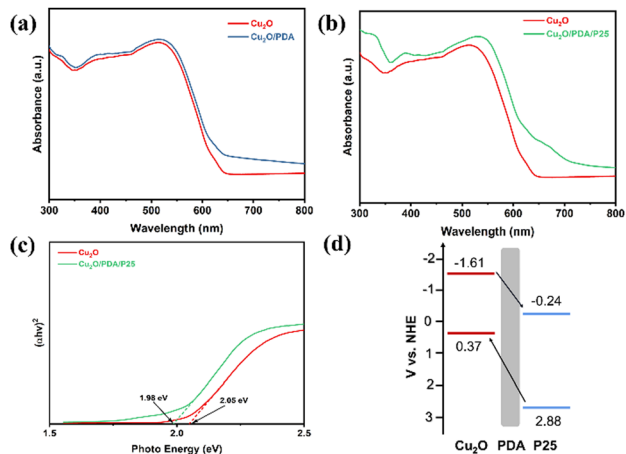 (a)
Cu₂O
Cu₂O/PDA
Absorbance (a.u.)
300 400 500 600 700 800
Wavelength (nm)
(b)
Cu₂O
Cu₂O/PDA/P25
Absorbance (a.u.)
300 400 500 600 700 800
Wavelength (nm)
(c)
Cu₂O
Cu₂O/PDA/P25
(αhν)²
1.98 eV
2.05 eV
1.5 2.0 2.5
Photo Energy (eV)
(d)
V vs. NHE
-2
-1
0
1
2
3
-1.61
-0.24
0.37
2.88
Cu₂O PDA P25